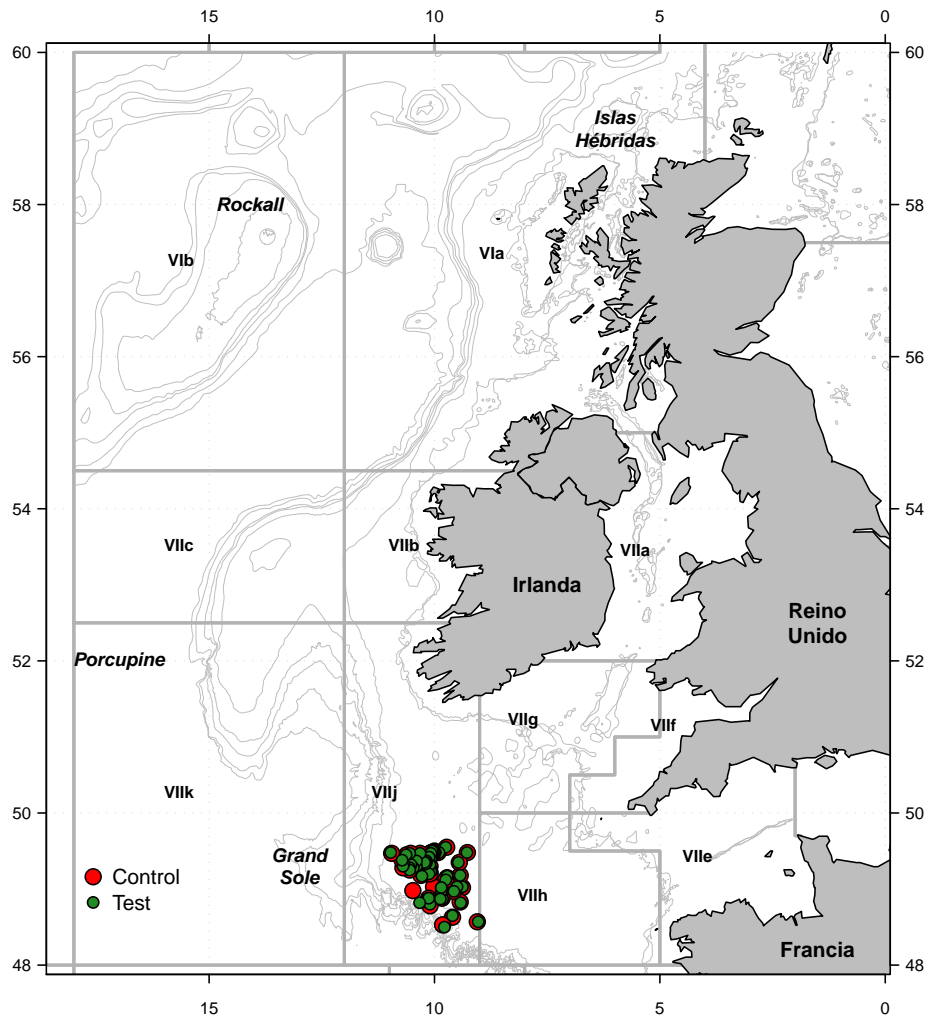 15 10 5 0
60 60
Islas
Hébridas
58 Rockall 58
VIb VIa
56 56
54 54
VIIc VIIb VIIa
Irlanda
Reino
Unido
52 Porcupine 52
VIIg VIIf
VIIk VIIj
50 50
Grand
Sole
VIIe
Control
VIIh
Test
Francia
48 48
15 10 5 0